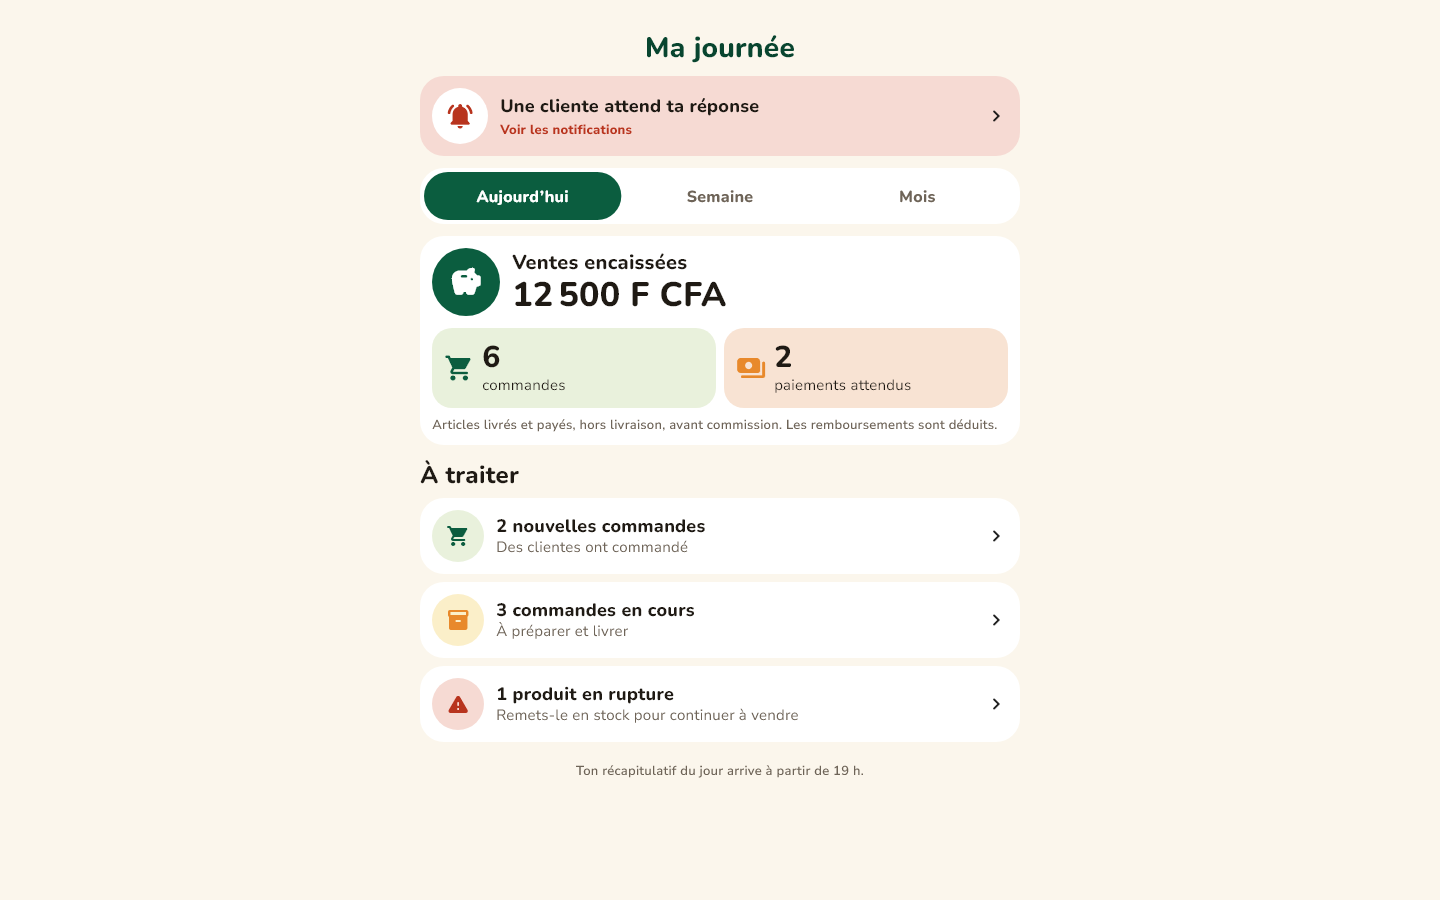 Ma journée
Une cliente attend ta réponse
Voir les notifications
Aujourd’hui
Semaine
Mois
Ventes encaissées
12 500 F CFA
6
commandes
2
paiements attendus
Articles livrés et payés, hors livraison, avant commission. Les remboursements sont déduits.
À traiter
2 nouvelles commandes
Des clientes ont commandé
3 commandes en cours
À préparer et livrer
1 produit en rupture
Remets-le en stock pour continuer à vendre
Ton récapitulatif du jour arrive à partir de 19 h.